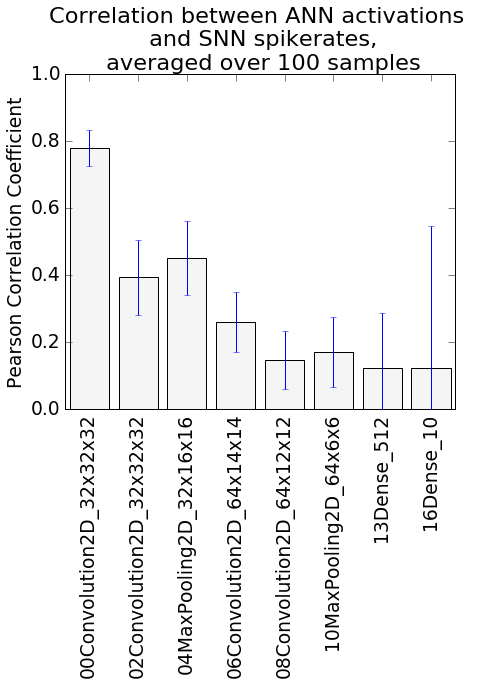 Correlation between ANN activations
and SNN spikerates,
averaged over 100 samples
Pearson Correlation Coefficient
1.0
0.8
0.6
0.4
0.2
0.0
00Convolution2D_32x32x32
02Convolution2D_32x32x32
04MaxPooling2D_32x16x16
06Convolution2D_64x14x14
08Convolution2D_64x12x12
10MaxPooling2D_64x6x6
13Dense_512
16Dense_10